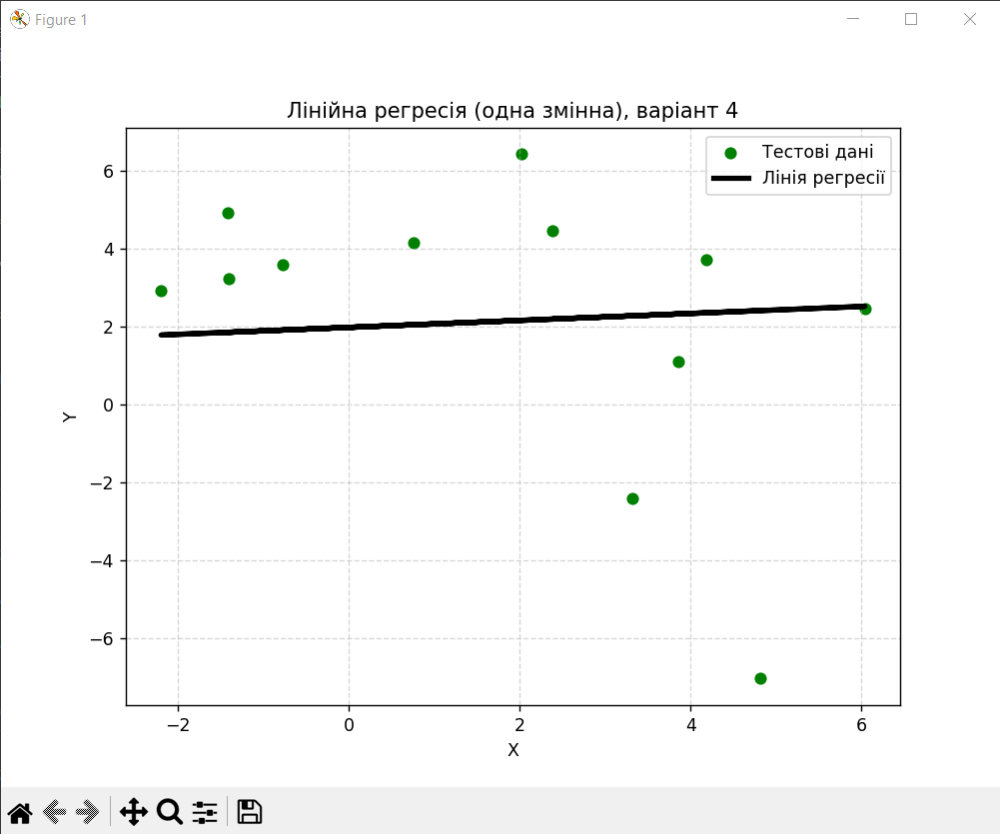 Figure 1
Лінійна регресія (одна змінна), варіант 4
Тестові дані
Лінія регресії
6
4
2
0
−2
−4
−6
Y
−2 0 2 4 6
X